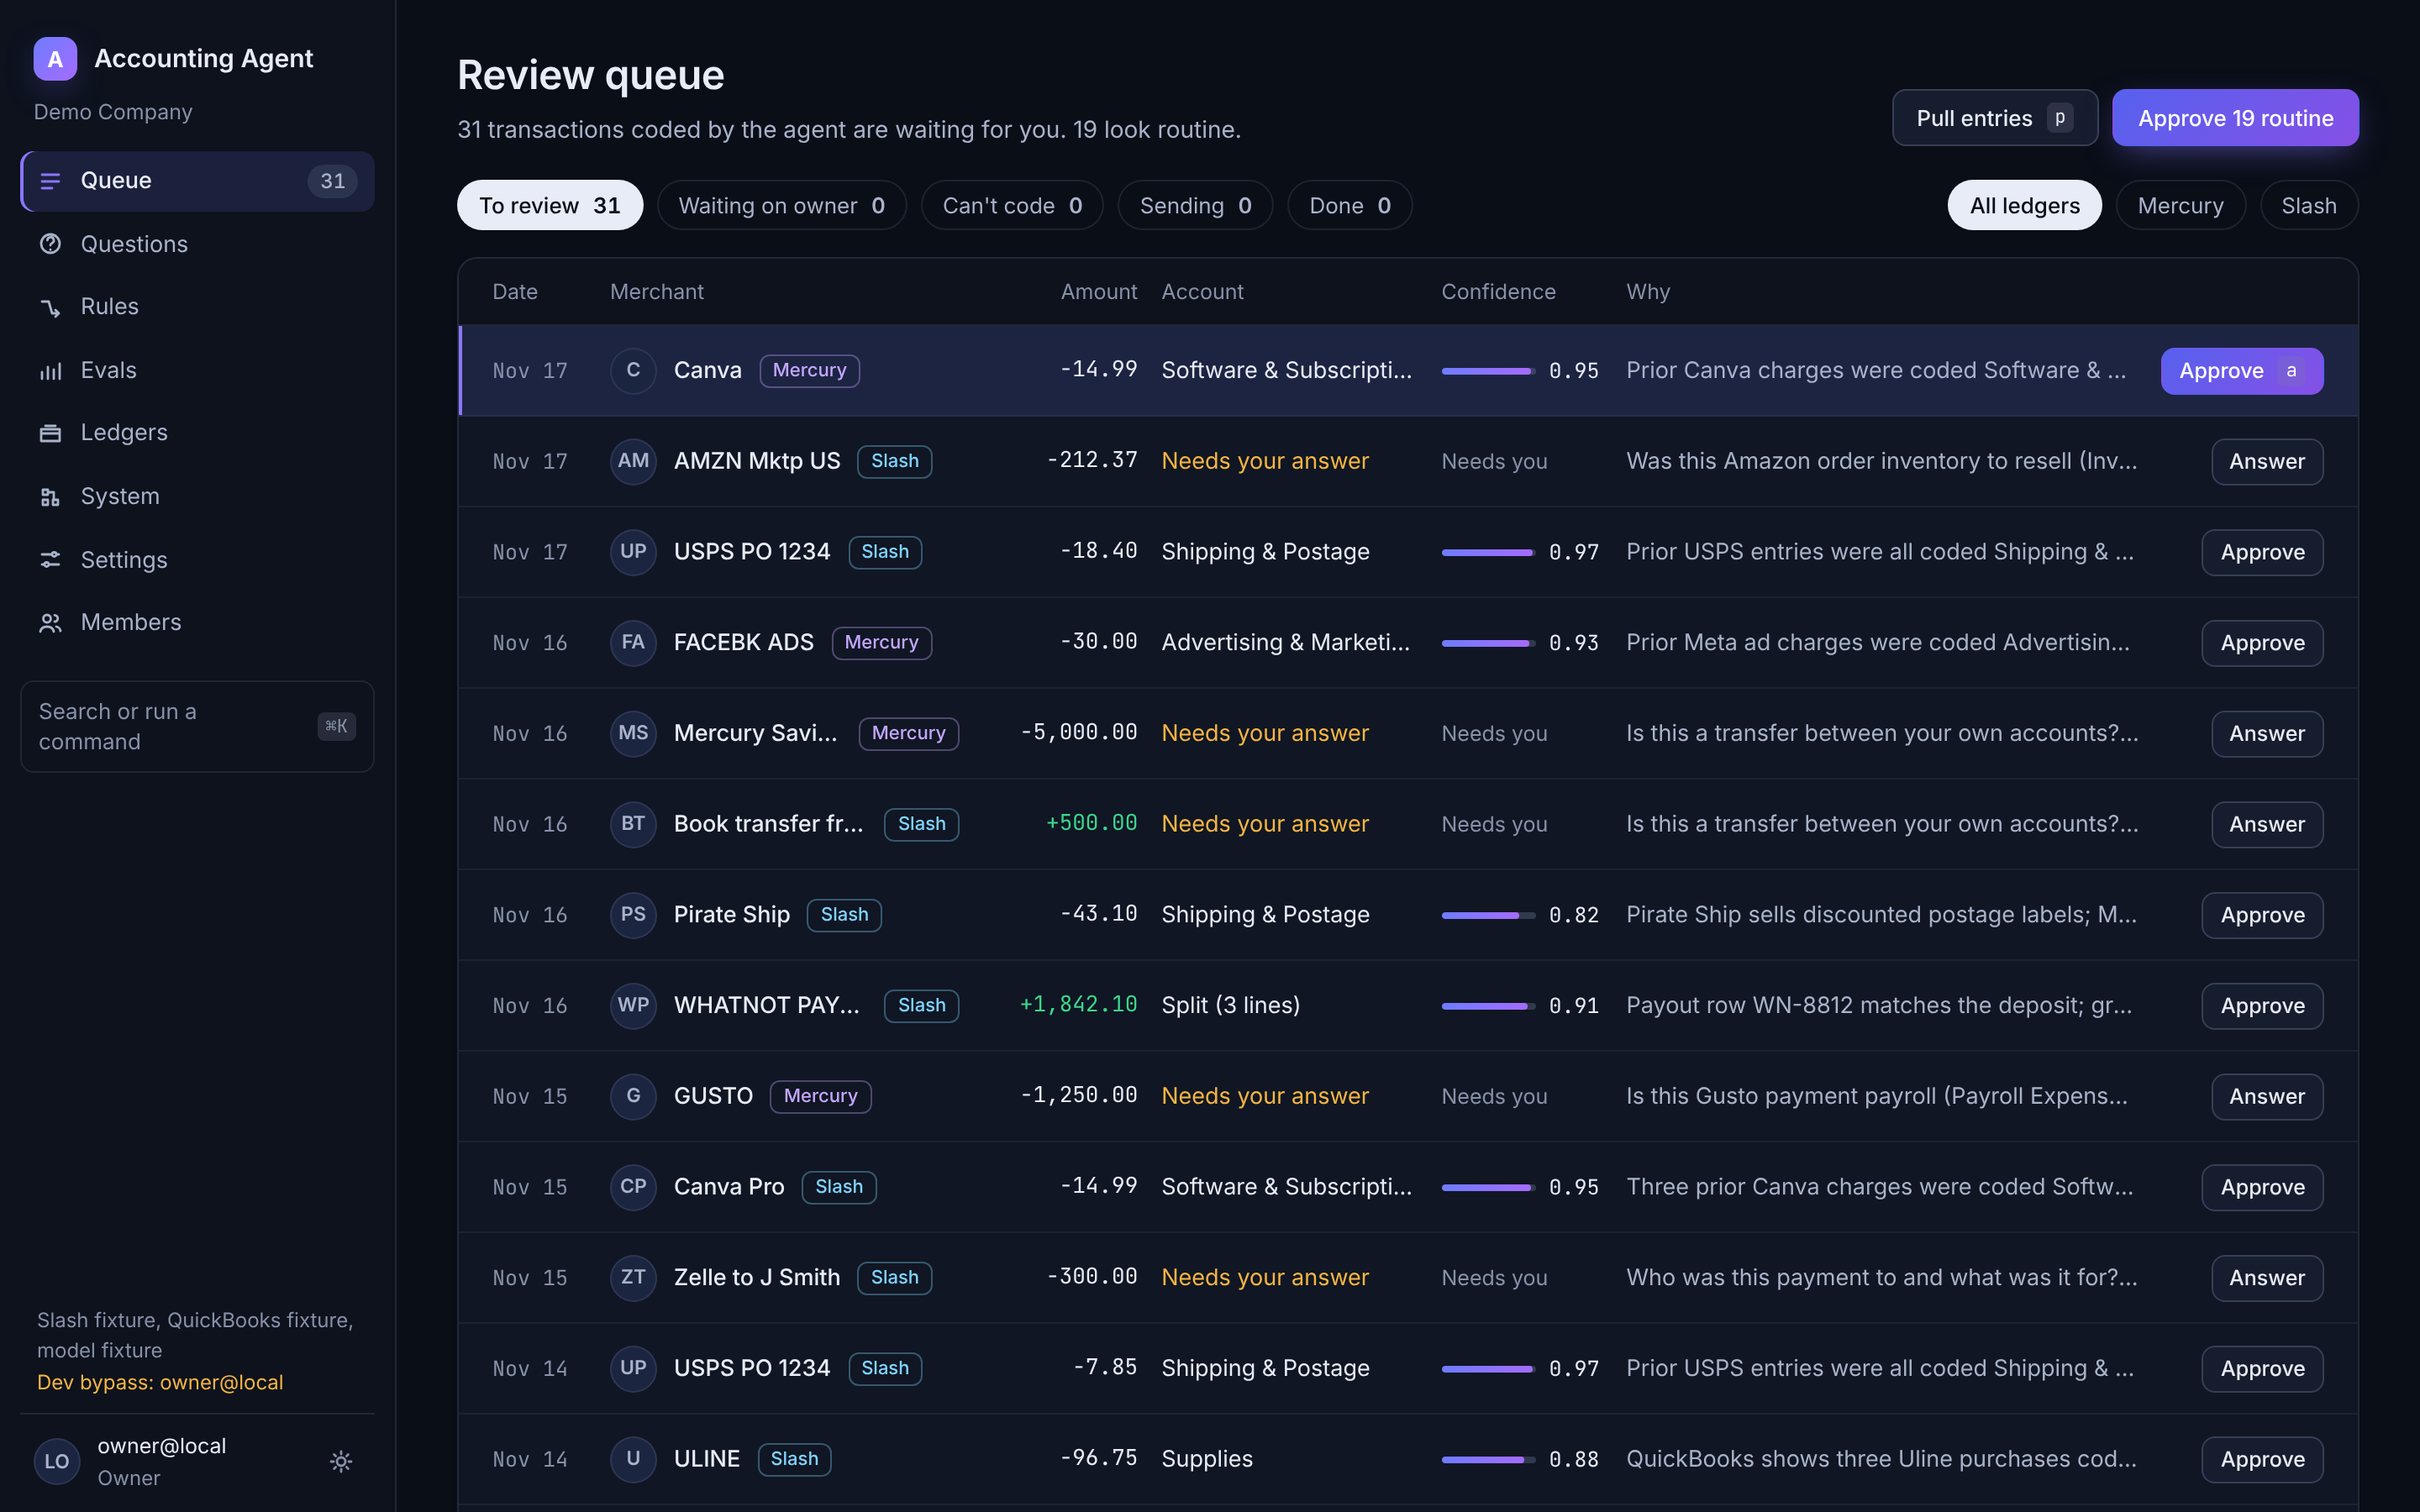 A Accounting Agent
Demo Company
Queue 31
Questions
Rules
Evals
Ledgers
System
Settings
Members
Search or run a
command ⌘K
Slash fixture, QuickBooks fixture,
model fixture
Dev bypass: owner@local
LO owner@local
Owner
Review queue
31 transactions coded by the agent are waiting for you. 19 look routine.
Pull entries p Approve 19 routine
To review 31 Waiting on owner 0 Can't code 0 Sending 0 Done 0 All ledgers Mercury Slash
Date Merchant Amount Account Confidence Why
Nov 17 C Canva Mercury -14.99 Software & Subscripti... 0.95 Prior Canva charges were coded Software & ... Approve a
Nov 17 AM AMZN Mktp US Slash -212.37 Needs your answer Needs you Was this Amazon order inventory to resell (Inv... Answer
Nov 17 UP USPS PO 1234 Slash -18.40 Shipping & Postage 0.97 Prior USPS entries were all coded Shipping & ... Approve
Nov 16 FA FACEBK ADS Mercury -30.00 Advertising & Marketi... 0.93 Prior Meta ad charges were coded Advertisin... Approve
Nov 16 MS Mercury Savi... Mercury -5,000.00 Needs your answer Needs you Is this a transfer between your own accounts?... Answer
Nov 16 BT Book transfer fr... Slash +500.00 Needs your answer Needs you Is this a transfer between your own accounts?... Answer
Nov 16 PS Pirate Ship Slash -43.10 Shipping & Postage 0.82 Pirate Ship sells discounted postage labels; M... Approve
Nov 16 WP WHATNOT PAY... Slash +1,842.10 Split (3 lines) 0.91 Payout row WN-8812 matches the deposit; gr... Approve
Nov 15 G GUSTO Mercury -1,250.00 Needs your answer Needs you Is this Gusto payment payroll (Payroll Expens... Answer
Nov 15 CP Canva Pro Slash -14.99 Software & Subscripti... 0.95 Three prior Canva charges were coded Softw... Approve
Nov 15 ZT Zelle to J Smith Slash -300.00 Needs your answer Needs you Who was this payment to and what was it for?... Answer
Nov 14 UP USPS PO 1234 Slash -7.85 Shipping & Postage 0.97 Prior USPS entries were all coded Shipping & ... Approve
Nov 14 U ULINE Slash -96.75 Supplies 0.88 QuickBooks shows three Uline purchases cod... Approve